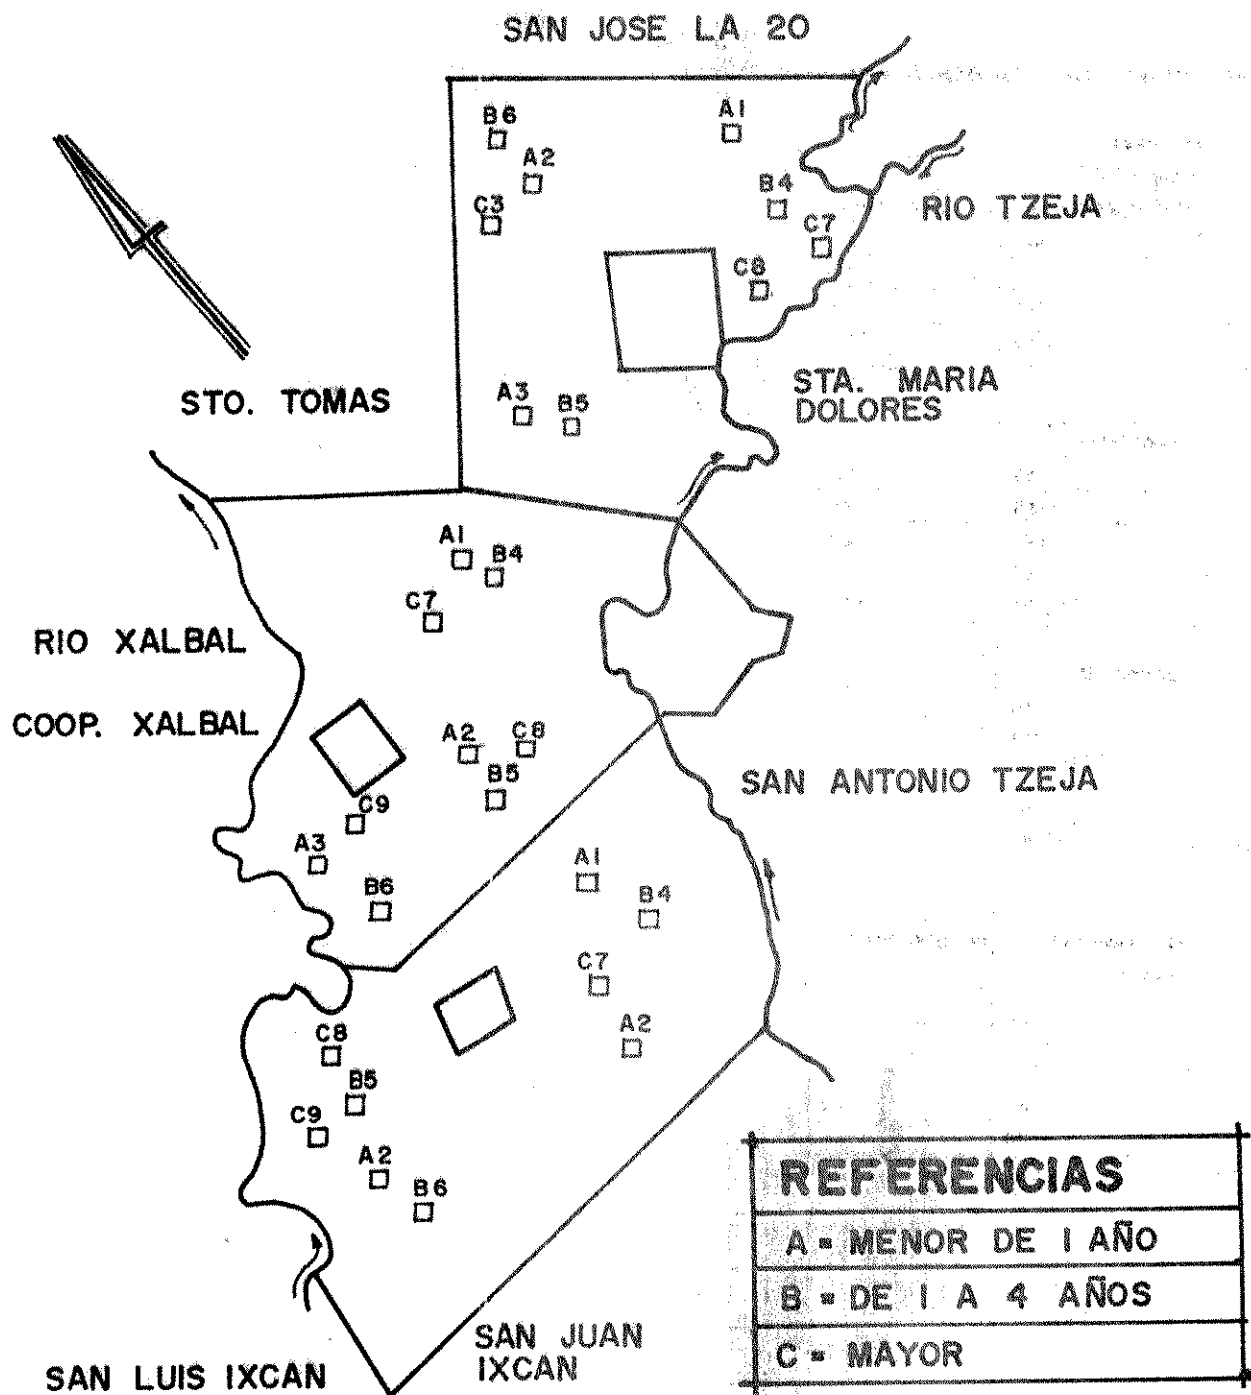 SAN JOSE LA 20
B6
A1
A2
C3
B4
C7
RIO TZEJA
C8
STO. TOMAS
A3
B5
STA. MARIA
DOLORES
A1
B4
C7
RIO XALBAL
COOP. XALBAL
A2
C8
B5
SAN ANTONIO TZEJA
C9
A3
B6
A1
B4
C7
A2
C8
B5
C9
A2
B6
SAN LUIS IXCAN
SAN JUAN
IXCAN
REFERENCIAS
A = MENOR DE 1 AÑO
B = DE 1 A 4 AÑOS
C = MAYOR